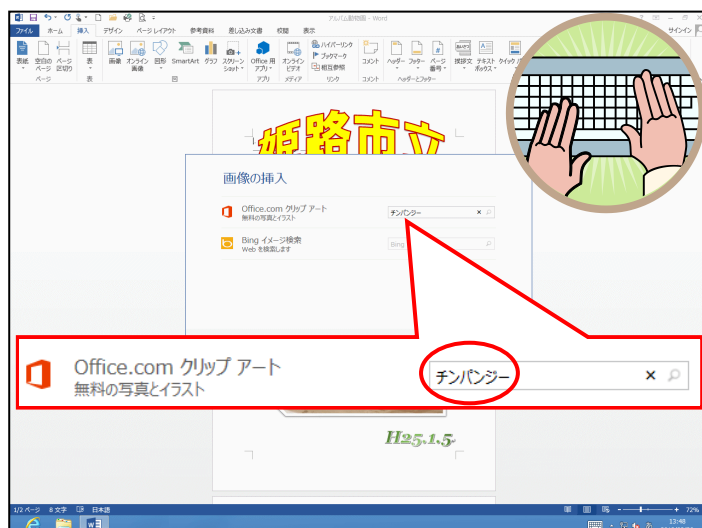 アルバム動物園 - Word
サインイン
ファイル ホーム 挿入 デザイン ページ レイアウト 参考資料 差し込み文書 校閲 表示
表紙 空白のページ ページ区切り 表 画像 オンライン画像 図形 SmartArt グラフ スクリーンショット Office 用アプリ オンラインビデオ ハイパーリンク ブックマーク 相互参照 コメント ヘッダー フッター ページ番号 挨拶文 テキストボックス
ページ 表 図 アプリ メディア リンク コメント ヘッダーとフッター
姫路市立
画像の挿入
Office.com クリップ アート
無料の写真とイラスト
チンパンジー
Bing イメージ検索
Web を検索します
Bing
Office.com クリップ アート
無料の写真とイラスト
チンパンジー
H25.1.5
1/2 ページ 8 文字 日本語
72%
13:48